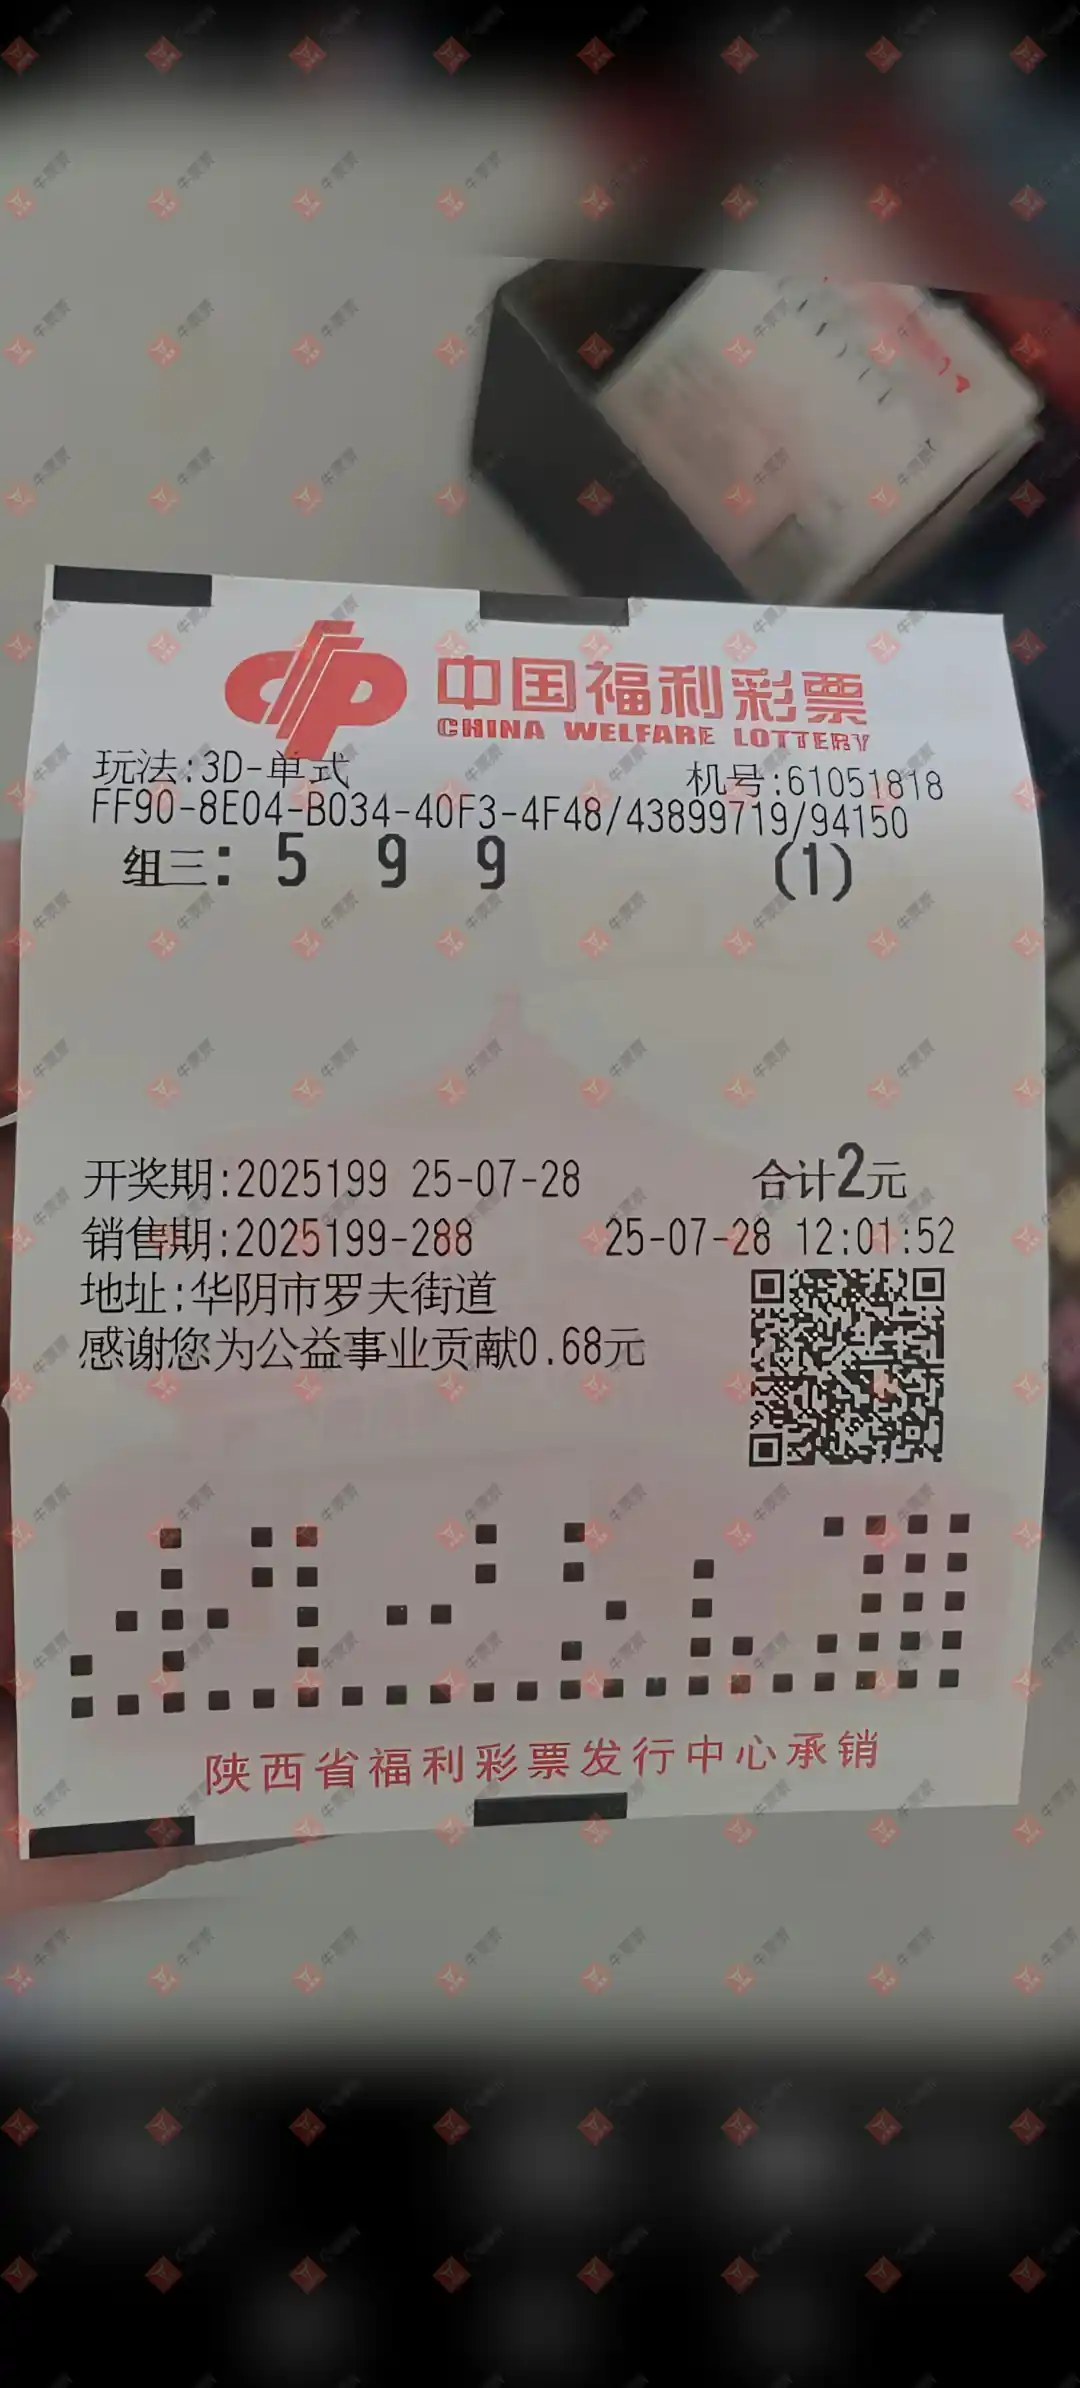 中国福利彩票
CHINA WELFARE LOTTERY
玩法:3D-单式 机号:61051818
FF90-8E04-B034-40F3-4F48/43899719/94150
组三: 5 9 9 (1)
开奖期:2025199 25-07-28 合计2元
销售期:2025199-288 25-07-28 12:01:52
地址:华阴市罗夫街道
感谢您为公益事业贡献0.68元
陕西省福利彩票发行中心承销